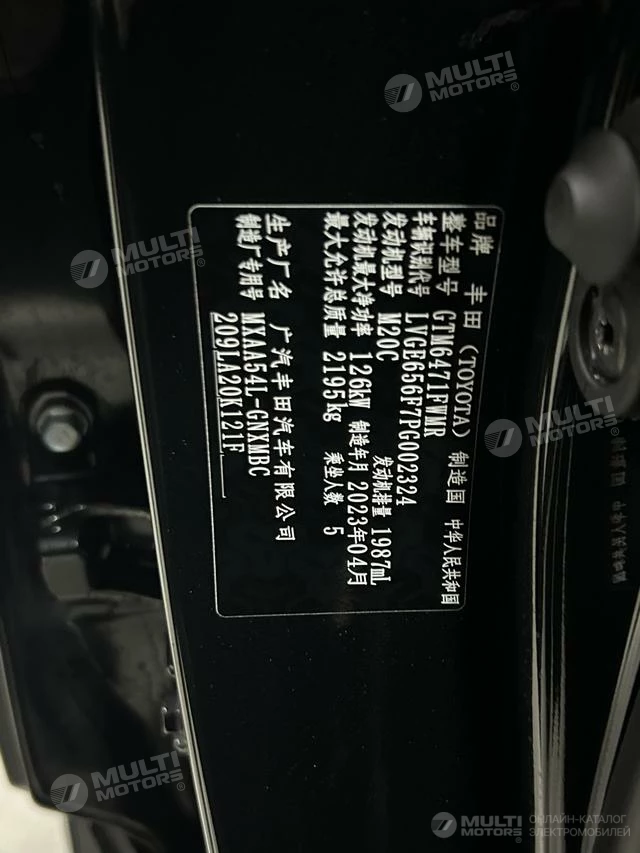 品牌 丰田 (TOYOTA) 制造国 中华人民共和国
整车型号 GTM6471FWMR
车辆识别代号 LVGE656F7PG002324
发动机型号 M20C 发动机排量 1987mL
发动机最大净功率 126kW 制造年月 2023年04月
最大允许总质量 2195kg 乘坐人数 5
生产厂名 广汽丰田汽车有限公司
制造厂专用号 MXAA54L-GNXMBC
209LA20K121F
MULTI
MOTORS®
MULTI
MOTORS®
MULTI
MOTORS®
MULTI
MOTORS®
MULTI
MOTORS®
ОНЛАЙН-КАТАЛОГ
ЭЛЕКТРОМОБИЛЕЙ